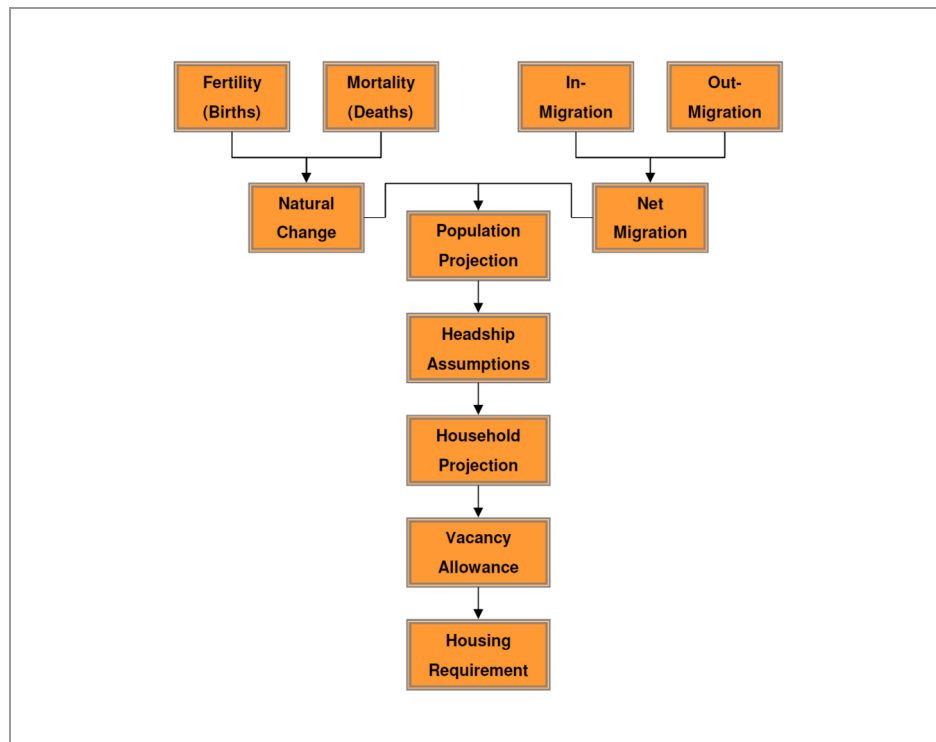 Fertility
(Births)
Mortality
(Deaths)
In-
Migration
Out-
Migration
Natural
Change
Net
Migration
Population
Projection
Headship
Assumptions
Household
Projection
Vacancy
Allowance
Housing
Requirement